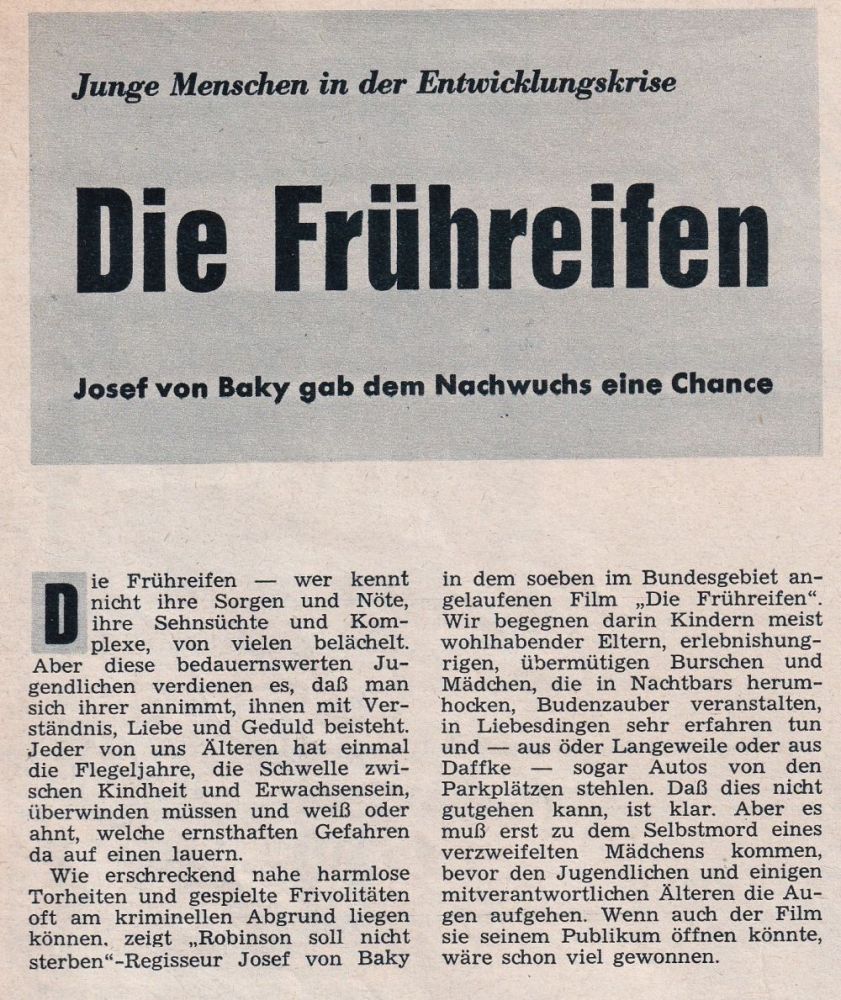 Junge Menschen in der Entwicklungskrise
Die Frühreifen
Josef von Baky gab dem Nachwuchs eine Chance
Die Frühreifen — wer kennt
nicht ihre Sorgen und Nöte,
ihre Sehnsüchte und Kom-
plexe, von vielen belächelt.
Aber diese bedauernswerten Ju-
gendlichen verdienen es, daß man
sich ihrer annimmt, ihnen mit Ver-
ständnis, Liebe und Geduld beisteht.
Jeder von uns Älteren hat einmal
die Flegeljahre, die Schwelle zwi-
schen Kindheit und Erwachsensein,
überwinden müssen und weiß oder
ahnt, welche ernsthaften Gefahren
da auf einen lauern.
Wie erschreckend nahe harmlose
Torheiten und gespielte Frivolitäten
oft am kriminellen Abgrund liegen
können. zeigt „Robinson soll nicht
sterben“-Regisseur Josef von Baky
in dem soeben im Bundesgebiet an-
gelaufenen Film „Die Frühreifen“.
Wir begegnen darin Kindern meist
wohlhabender Eltern, erlebnishung-
rigen, übermütigen Burschen und
Mädchen, die in Nachtbars herum-
hocken, Budenzauber veranstalten,
in Liebesdingen sehr erfahren tun
und — aus öder Langeweile oder aus
Daffke — sogar Autos von den
Parkplätzen stehlen. Daß dies nicht
gutgehen kann, ist klar. Aber es
muß erst zu dem Selbstmord eines
verzweifelten Mädchens kommen,
bevor den Jugendlichen und einigen
mitverantwortlichen Älteren die Au-
gen aufgehen. Wenn auch der Film
sie seinem Publikum öffnen könnte,
wäre schon viel gewonnen.